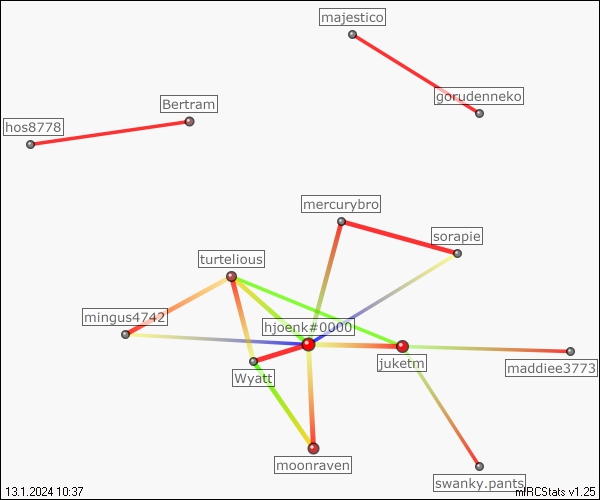 majestico
gorudenneko
Bertram
hos8778
mercurybro
sorapie
turtelious
mingus4742
hjoenk#0000
juketm
maddiee3773
Wyatt
moonraven
swanky.pants
13.1.2024 10:37
mIRCStats v1.25